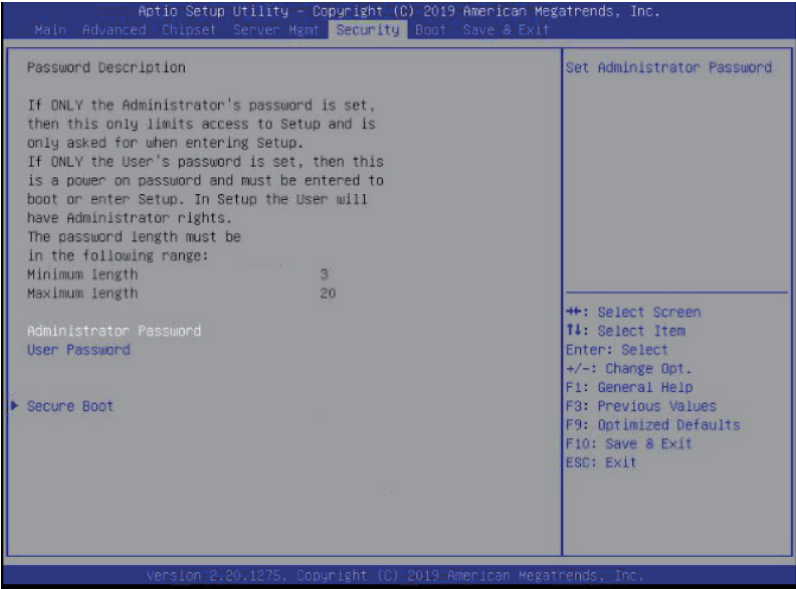 Aptio Setup Utility – Copyright (C) 2019 American Megatrends, Inc.
Main Advanced Chipset Server Mgmt Security Boot Save & Exit
Password Description
If ONLY the Administrator's password is set,
then this only limits access to Setup and is
only asked for when entering Setup.
If ONLY the User's password is set, then this
is a power on password and must be entered to
boot or enter Setup. In Setup the User will
have Administrator rights.
The password length must be
in the following range:
Minimum length 3
Maximum length 20
Administrator Password
User Password
Secure Boot
Set Administrator Password
→←: Select Screen
↑↓: Select Item
Enter: Select
+/-: Change Opt.
F1: General Help
F3: Previous Values
F9: Optimized Defaults
F10: Save & Exit
ESC: Exit
Version 2.20.1275. Copyright (C) 2019 American Megatrends, Inc.